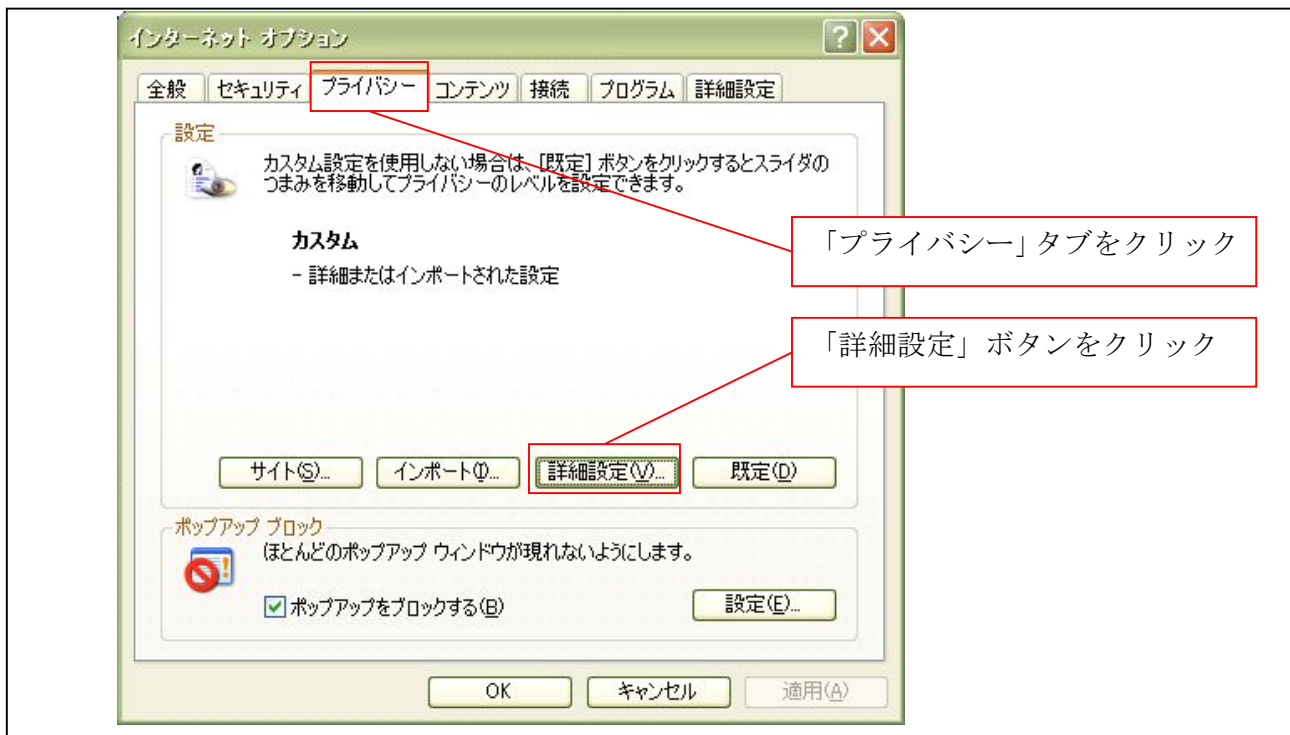 インターネット オプション
全般 セキュリティ プライバシー コンテンツ 接続 プログラム 詳細設定
設定
カスタム設定を使用しない場合は、[既定] ボタンをクリックするとスライダの
つまみを移動してプライバシーのレベルを設定できます。
カスタム
- 詳細またはインポートされた設定
「プライバシー」タブをクリック
「詳細設定」ボタンをクリック
サイト(S)... インポート(I)... 詳細設定(V)... 既定(D)
ポップアップ ブロック
ほとんどのポップアップ ウィンドウが現れないようにします。
ポップアップをブロックする(B)
設定(E)...
OK キャンセル 適用(A)